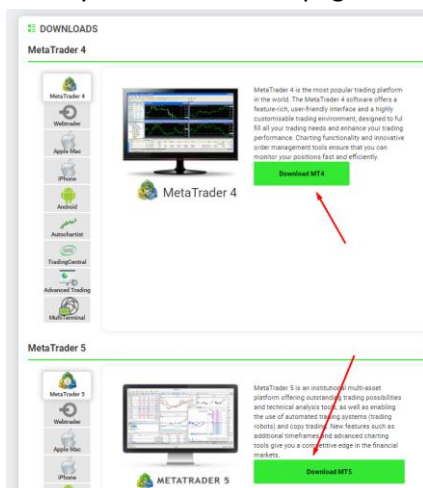 DOWNLOADS
MetaTrader 4
MetaTrader 4
Webtrader
Apple Mac
iPhone
Android
Autochartist
TradingCentral
Advanced Trading
MultiTerminal
MetaTrader 4
MetaTrader 4 is the most popular trading platform
in the world. The MetaTrader 4 software offers a
feature-rich, user-friendly interface and a highly
customisable trading environment, designed to ful
fill all your trading needs and enhance your trading
performance. Charting functionality and innovative
order management tools ensure that you can
monitor your positions fast and efficiently.
Download MT4
MetaTrader 5
MetaTrader 5
Webtrader
Apple Mac
iPhone
METATRADER 5
MetaTrader 5 is an institutional multi-asset
platform offering outstanding trading possibilities
and technical analysis tools, as well as enabling
the use of automated trading systems (trading
robots) and copy trading. New features such as
additional timeframes and advanced charting
tools give you a competitive edge in the financial
markets.
Download MT5